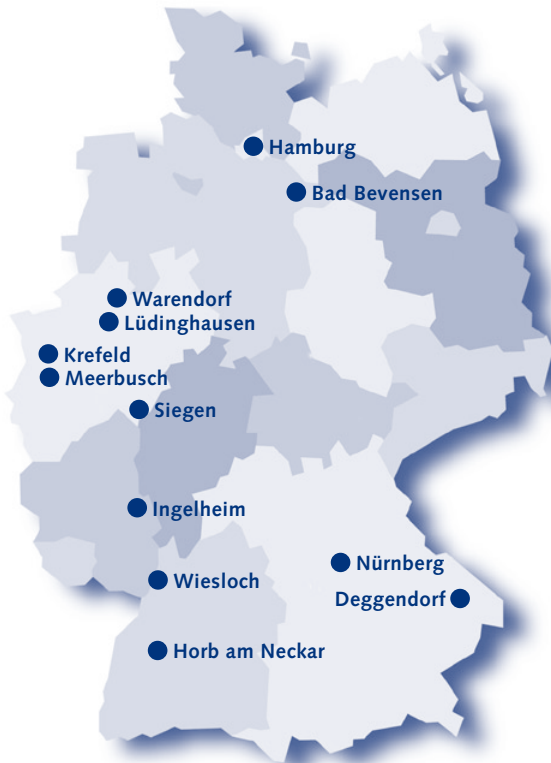 Hamburg
Bad Bevensen
Warendorf
Lüdinghausen
Krefeld
Meerbusch
Siegen
Ingelheim
Nürnberg
Wiesloch
Deggendorf
Horb am Neckar